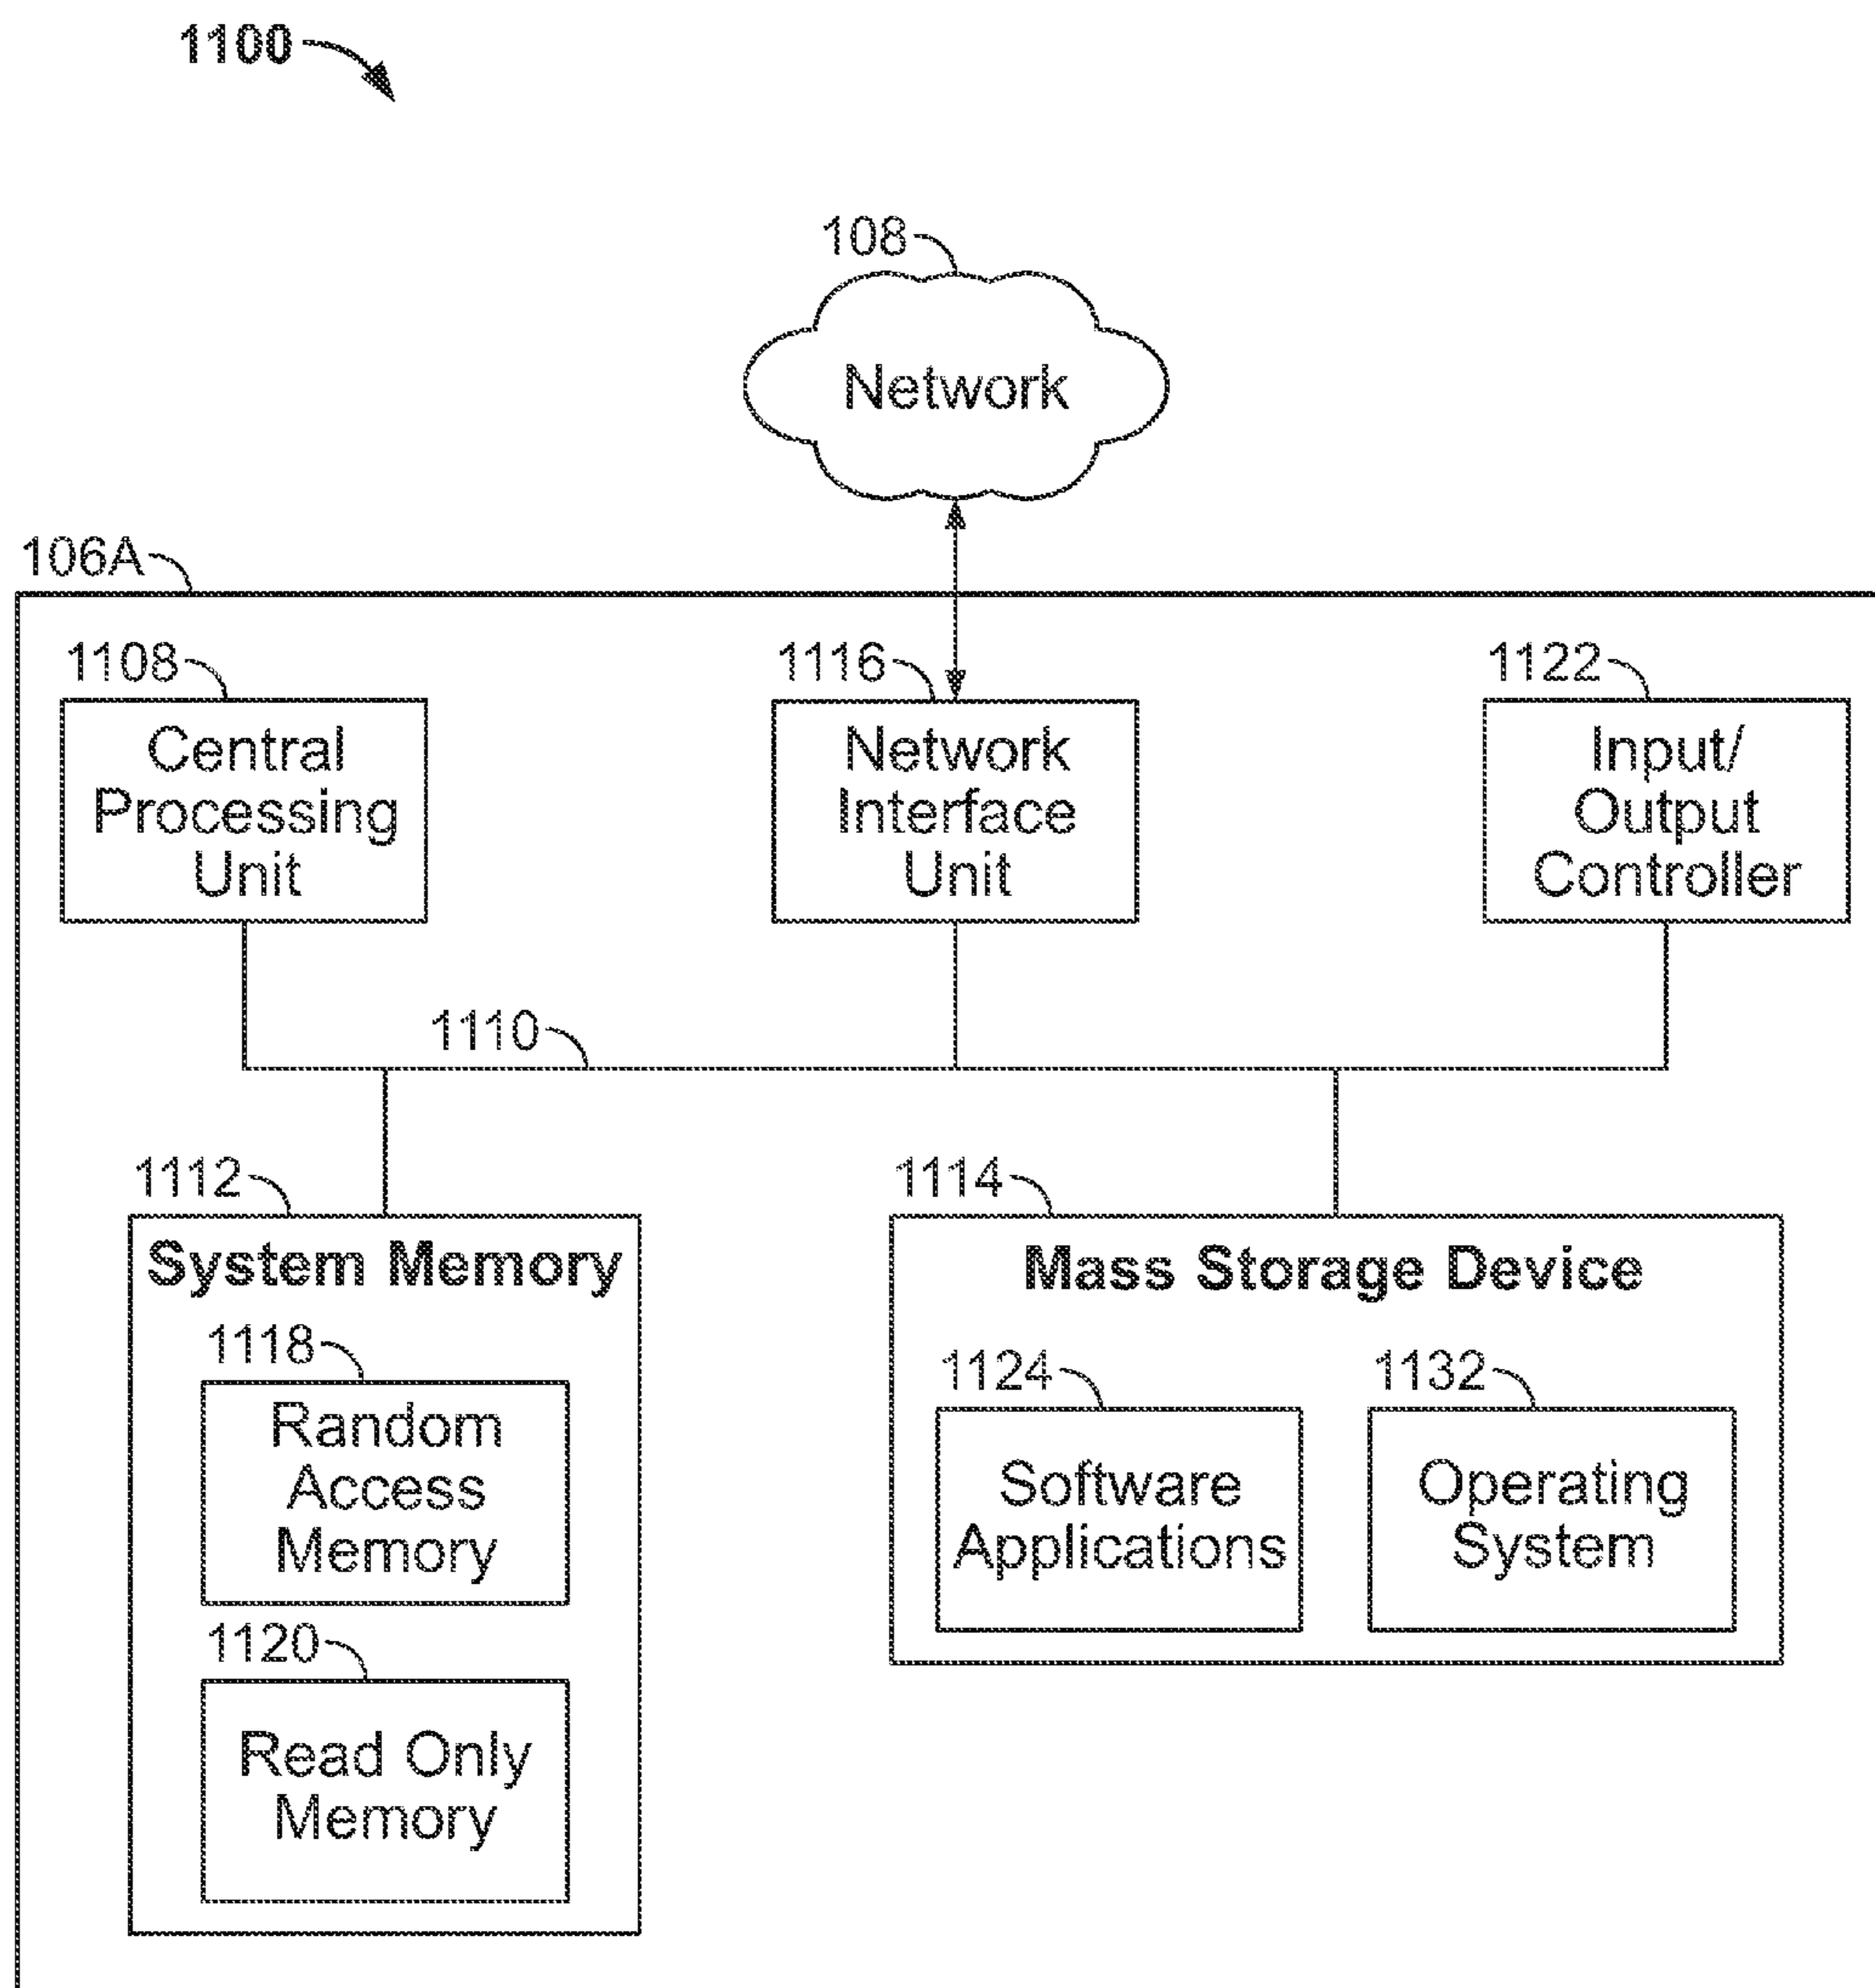 1100
108
Network
106A
1108
Central
Processing
Unit
1116
Network
Interface
Unit
1122
Input/
Output
Controller
1110
1112
System Memory
1118
Random
Access
Memory
1120
Read Only
Memory
1114
Mass Storage Device
1124
Software
Applications
1132
Operating
System